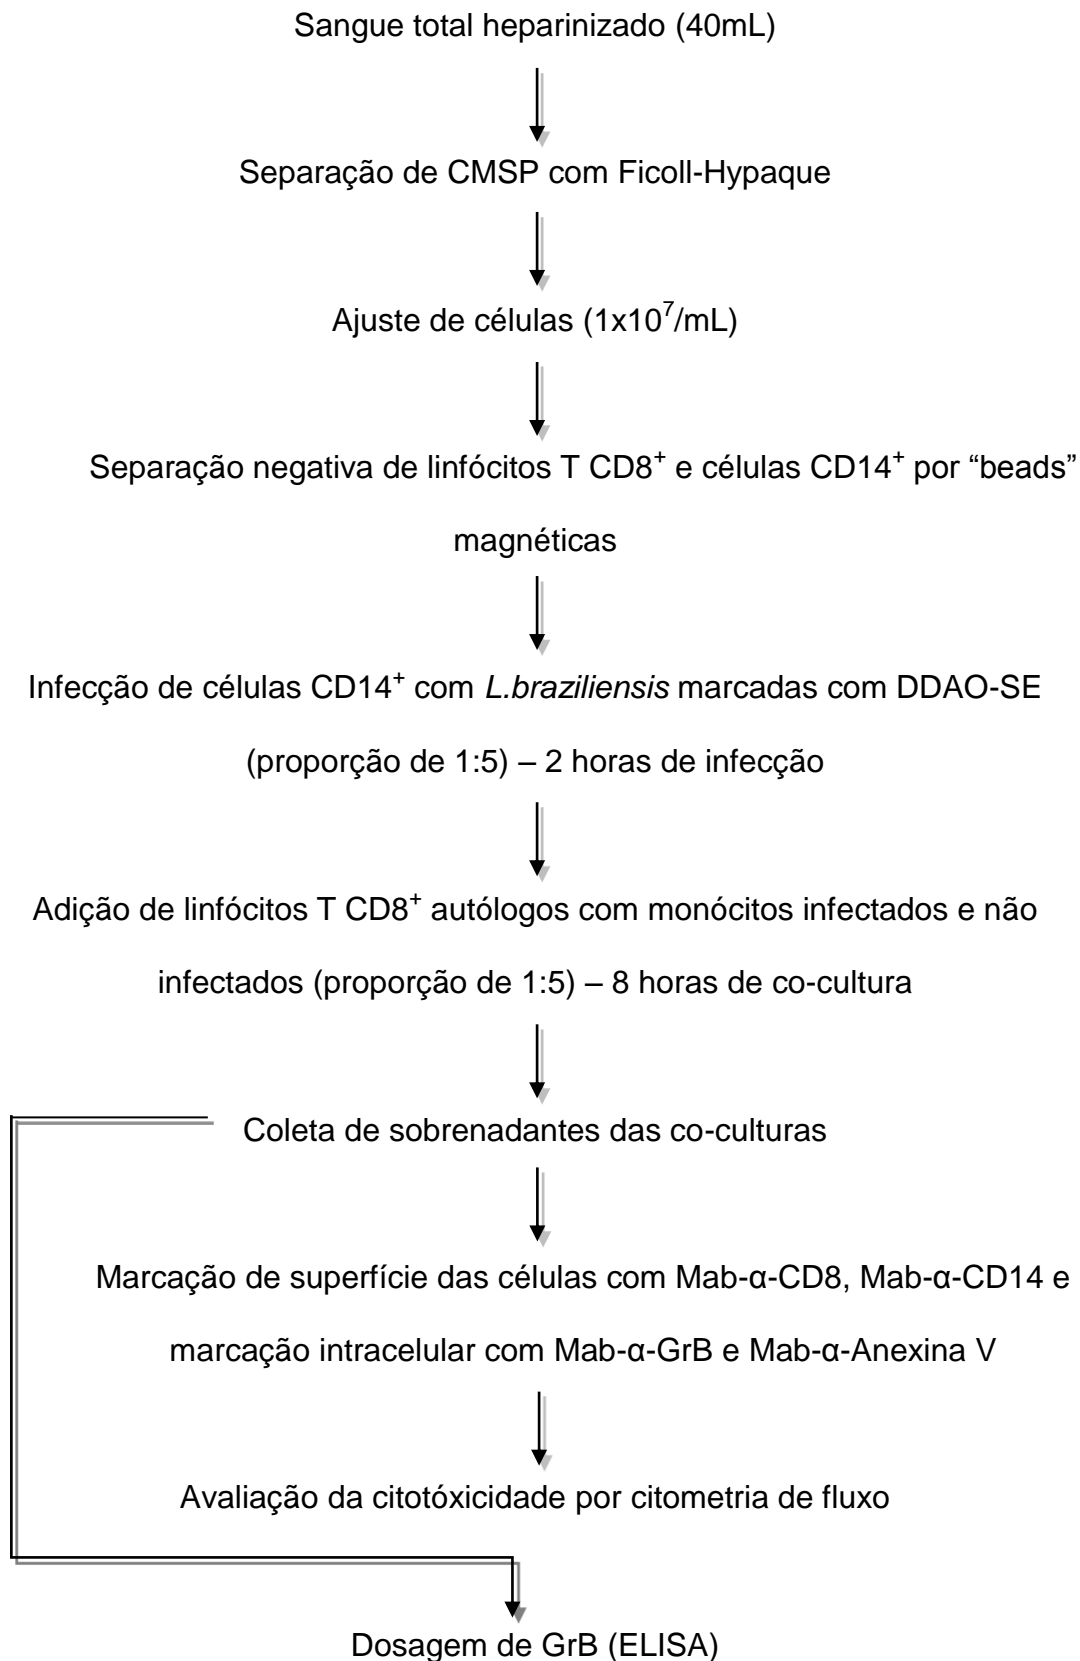 Sangue total heparinizado (40mL)
Separação de CMSP com Ficoll-Hypaque
Ajuste de células (1x10⁷/mL)
Separação negativa de linfócitos T CD8⁺ e células CD14⁺ por “beads”
magnéticas
Infecção de células CD14⁺ com L.braziliensis marcadas com DDAO-SE
(proporção de 1:5) – 2 horas de infecção
Adição de linfócitos T CD8⁺ autólogos com monócitos infectados e não
infectados (proporção de 1:5) – 8 horas de co-cultura
Coleta de sobrenadantes das co-culturas
Marcação de superfície das células com Mab-α-CD8, Mab-α-CD14 e
marcação intracelular com Mab-α-GrB e Mab-α-Anexina V
Avaliação da citotóxicidade por citometria de fluxo
Dosagem de GrB (ELISA)